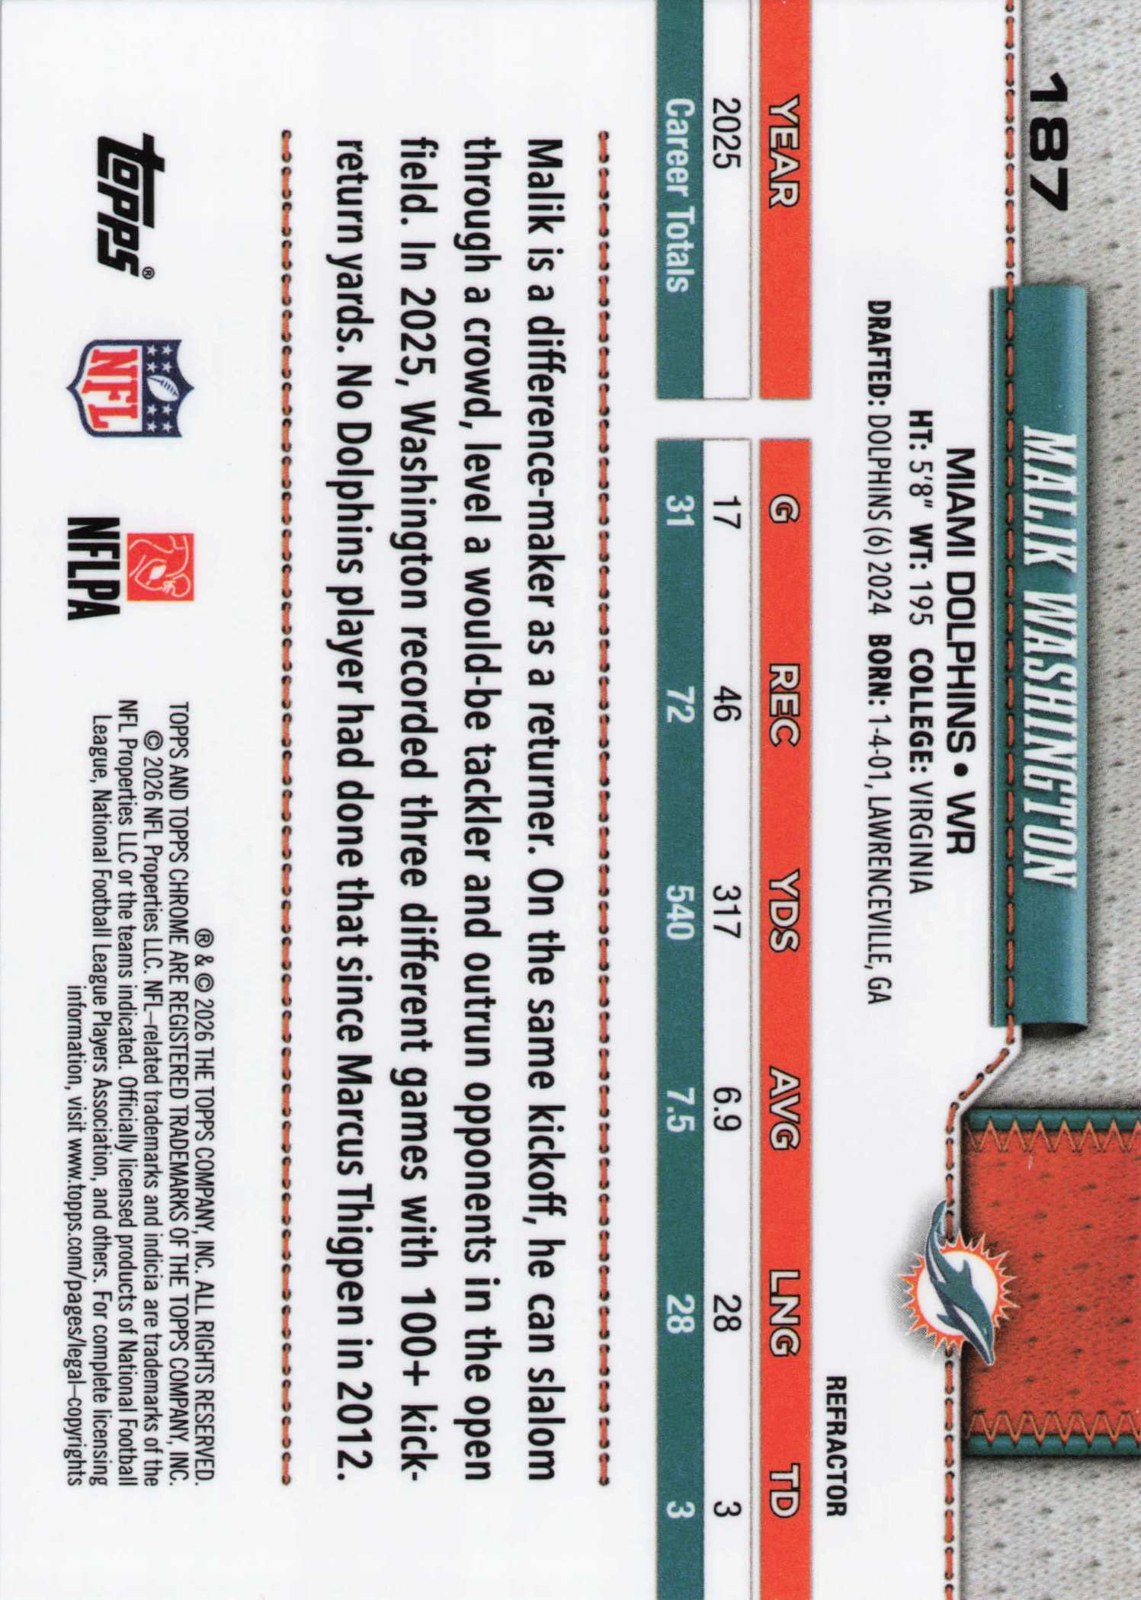 187
MALIK WASHINGTON
MIAMI DOLPHINS • WR
HT: 5'8" WT: 195 COLLEGE: VIRGINIA
DRAFTED: DOLPHINS (6) 2024 BORN: 1-4-01, LAWRENCEVILLE, GA
REFRACTOR
YEAR G REC YDS AVG LNG TD
2025 17 46 317 6.9 28 3
Career Totals 31 72 540 7.5 28 3
Malik is a difference-maker as a returner. On the same kickoff, he can slalom
through a crowd, level a would-be tackler and outrun opponents in the open
field. In 2025, Washington recorded three different games with 100+ kick-
return yards. No Dolphins player had done that since Marcus Thigpen in 2012.
topps®
NFL
NFLPA
® & © 2026 THE TOPPS COMPANY, INC. ALL RIGHTS RESERVED.
TOPPS AND TOPPS CHROME ARE REGISTERED TRADEMARKS OF THE TOPPS COMPANY, INC.
© 2026 NFL Properties LLC. NFL-related trademarks and indicia are trademarks of the
NFL Properties LLC or the teams indicated. Officially licensed products of National Football
League, National Football League Players Association, and others. For complete licensing
information, visit www.topps.com/pages/legal-copyrights